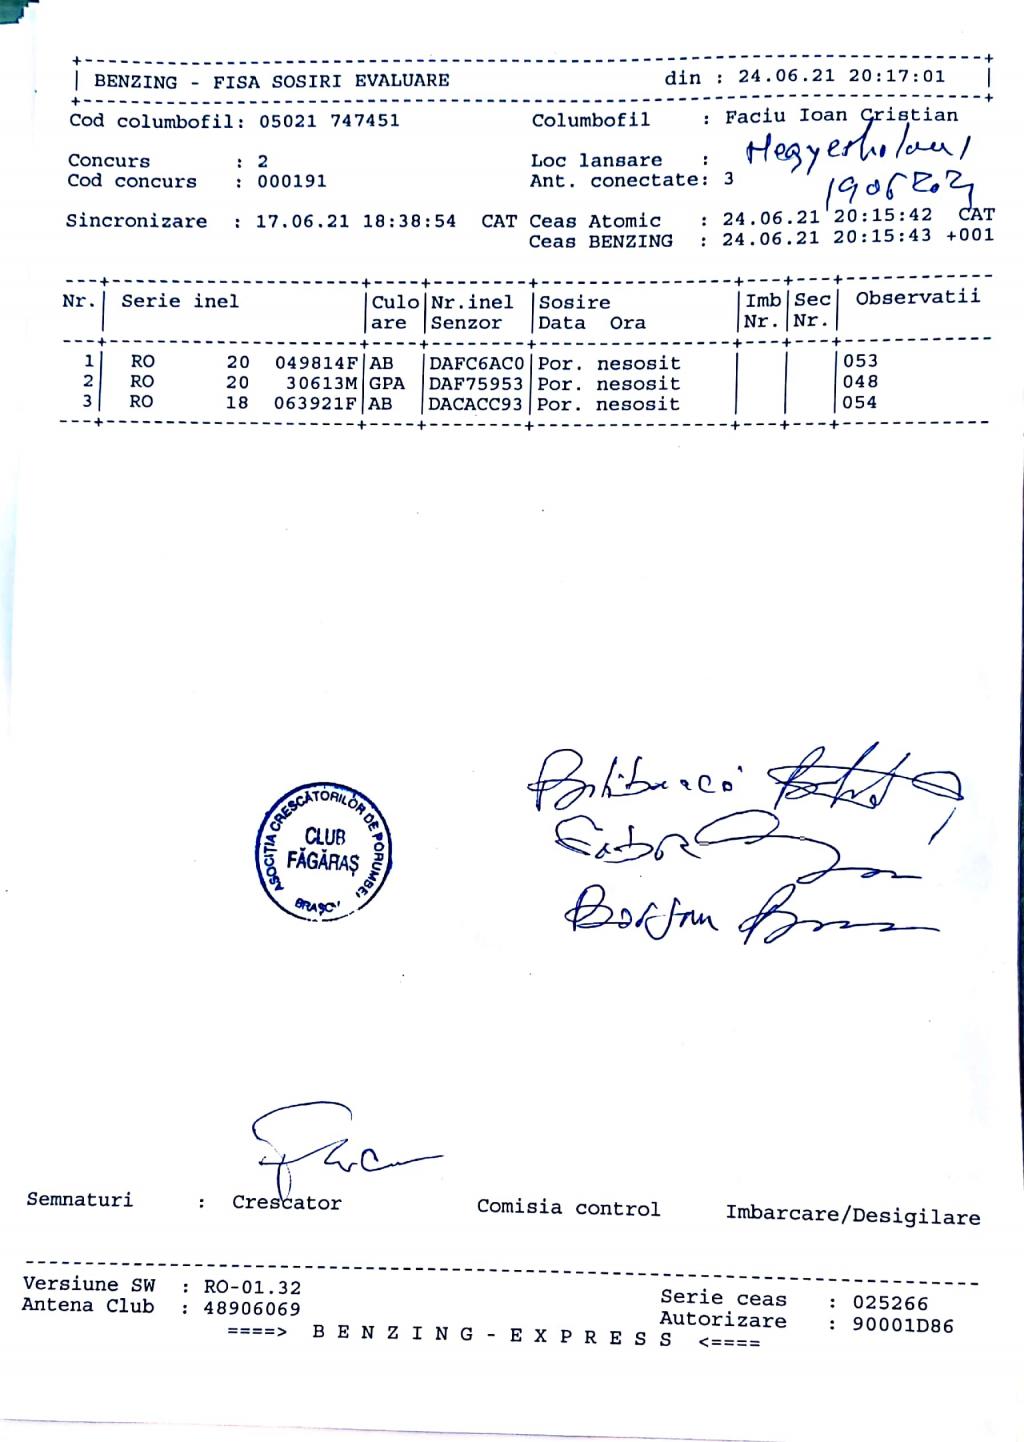 BENZING - FISA SOSIRI EVALUARE din : 24.06.21 20:17:01
Cod columbofil: 05021 747451 Columbofil : Faciu Ioan Cristian
Concurs : 2 Loc lansare :
Cod concurs : 000191 Ant. conectate: 3
Sincronizare : 17.06.21 18:38:54 CAT Ceas Atomic : 24.06.21 20:15:42 CAT
Ceas BENZING : 24.06.21 20:15:43 +001
Nr. Serie inel Culo Nr.inel Sosire Imb Sec Observatii
are Senzor Data Ora Nr. Nr.
1 RO 20 049814F AB DAFC6AC0 Por. nesosit 053
2 RO 20 30613M GPA DAF75953 Por. nesosit 048
3 RO 18 063921F AB DACACC93 Por. nesosit 054
ASOCIȚIA CRESCĂTORILOR DE PORUMBEI
CLUB
FĂGĂRAȘ
BRAȘOV
Semnaturi : Crescator Comisia control Imbarcare/Desigilare
Versiune SW : RO-01.32 Serie ceas : 025266
Antena Club : 48906069 Autorizare : 90001D86
====> B E N Z I N G - E X P R E S S <====